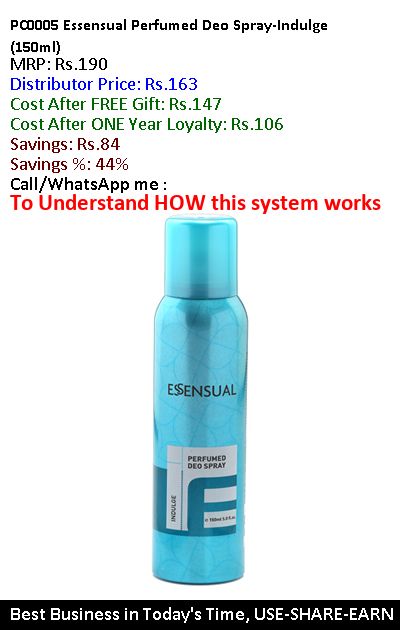 PC0005 Essensual Perfumed Deo Spray-Indulge
(150ml)
MRP: Rs.190
Distributor Price: Rs.163
Cost After FREE Gift: Rs.147
Cost After ONE Year Loyalty: Rs.106
Savings: Rs.84
Savings %: 44%
Call/WhatsApp me :
To Understand HOW this system works
ESSENSUAL
PERFUMED
DEO SPRAY
INDULGE
Best Business in Today's Time, USE-SHARE-EARN